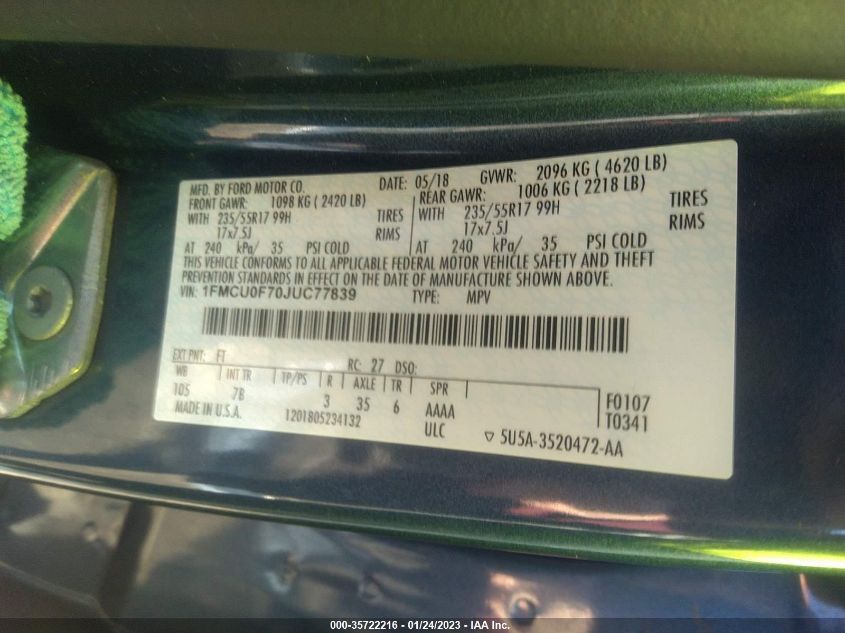 MFD. BY FORD MOTOR CO. DATE: 05/18 GVWR: 2096 KG ( 4620 LB)
FRONT GAWR: 1098 KG ( 2420 LB) REAR GAWR: 1006 KG ( 2218 LB)
WITH 235/55R17 99H TIRES WITH 235/55R17 99H TIRES
17x7.5J RIMS 17x7.5J RIMS
AT 240 kPa/ 35 PSI COLD AT 240 kPa/ 35 PSI COLD
THIS VEHICLE CONFORMS TO ALL APPLICABLE FEDERAL MOTOR VEHICLE SAFETY AND THEFT
PREVENTION STANDARDS IN EFFECT ON THE DATE OF MANUFACTURE SHOWN ABOVE.
VIN: 1FMCU0F70JUC77839 TYPE: MPV
EXT PNT: FT RC: 27 DSO:
WB INT TR TP/PS R AXLE TR SPR
105 7B 3 35 6 AAAA F0107
MADE IN U.S.A. 1201805234132 ULC T0341
5U5A-3520472-AA
000-35722216 - 01/24/2023 - IAA Inc.